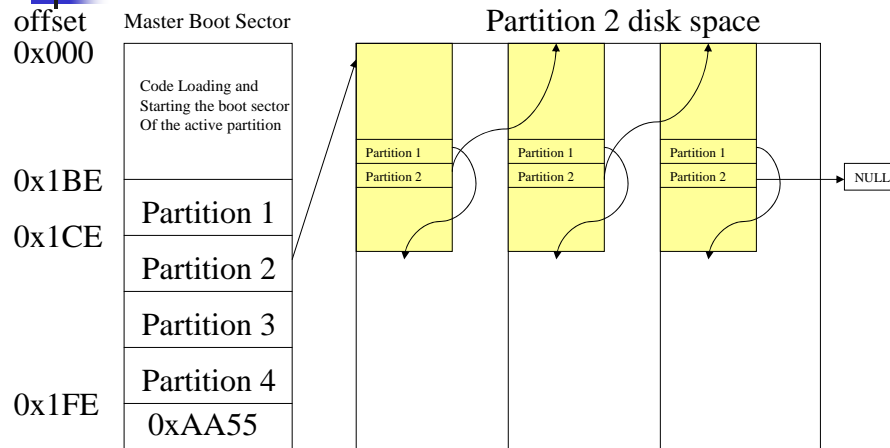 offset
Master Boot Sector
Partition 2 disk space
0x000
Code Loading and
Starting the boot sector
Of the active partition
0x1BE
Partition 1
0x1CE
Partition 2
Partition 3
Partition 4
0x1FE
0xAA55
Partition 1
Partition 2
Partition 1
Partition 2
Partition 1
Partition 2
NULL